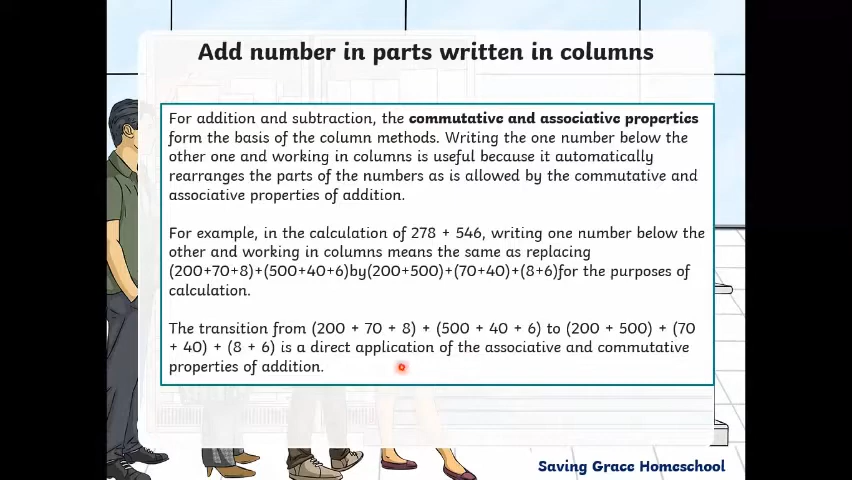 Add number in parts written in columns
For addition and subtraction, the commutative and associative properties
form the basis of the column methods. Writing the one number below the
other one and working in columns is useful because it automatically
rearranges the parts of the numbers as is allowed by the commutative and
associative properties of addition.
For example, in the calculation of 278 + 546, writing one number below the
other and working in columns means the same as replacing
(200+70+8)+(500+40+6)by(200+500)+(70+40)+(8+6)for the purposes of
calculation.
The transition from (200 + 70 + 8) + (500 + 40 + 6) to (200 + 500) + (70
+ 40) + (8 + 6) is a direct application of the associative and commutative
properties of addition.
Saving Grace Homeschool